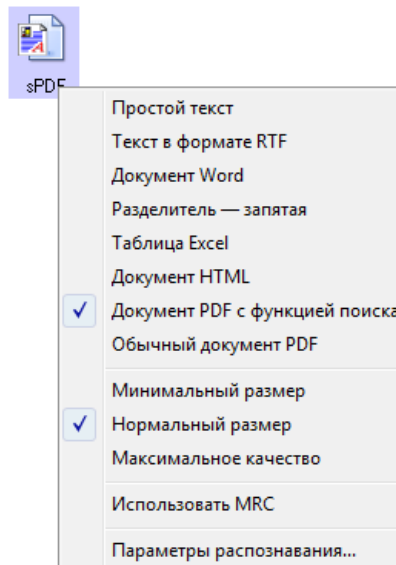 sPDF
Простой текст
Текст в формате RTF
Документ Word
Разделитель — запятая
Таблица Excel
Документ HTML
Документ PDF с функцией поиска
Обычный документ PDF
Минимальный размер
Нормальный размер
Максимальное качество
Использовать MRC
Параметры распознавания...